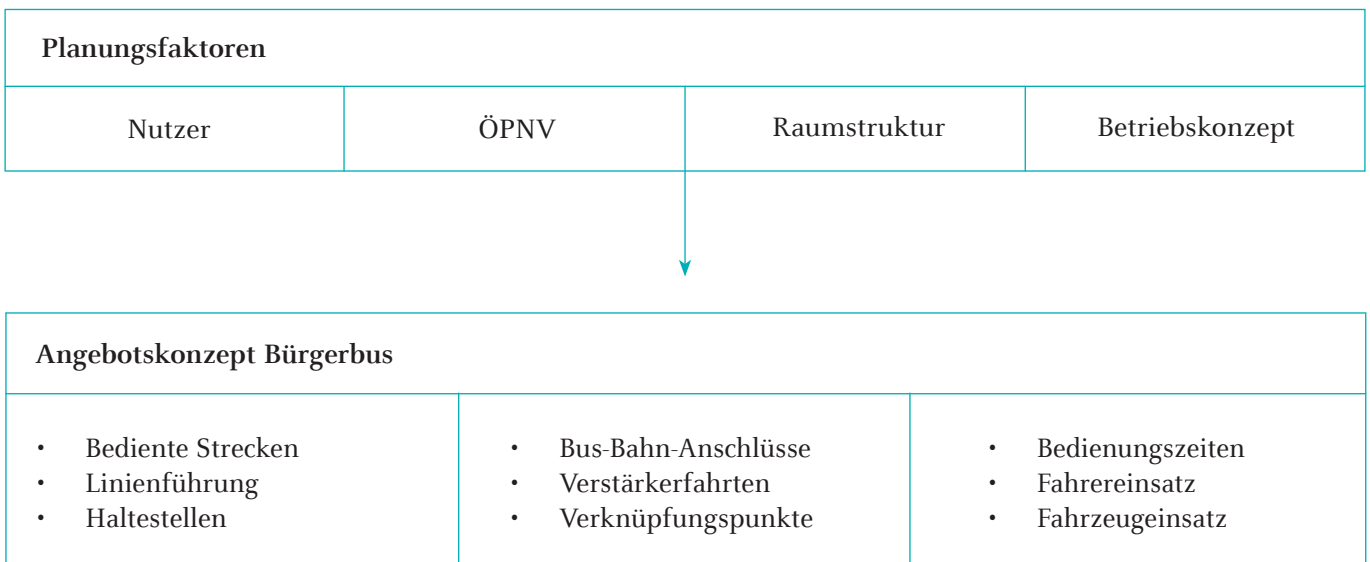 Planungsfaktoren
Nutzer ÖPNV Raumstruktur Betriebskonzept
Angebotskonzept Bürgerbus
• Bediente Strecken
• Linienführung
• Haltestellen
• Bus-Bahn-Anschlüsse
• Verstärkerfahrten
• Verknüpfungspunkte
• Bedienungszeiten
• Fahrereinsatz
• Fahrzeugeinsatz